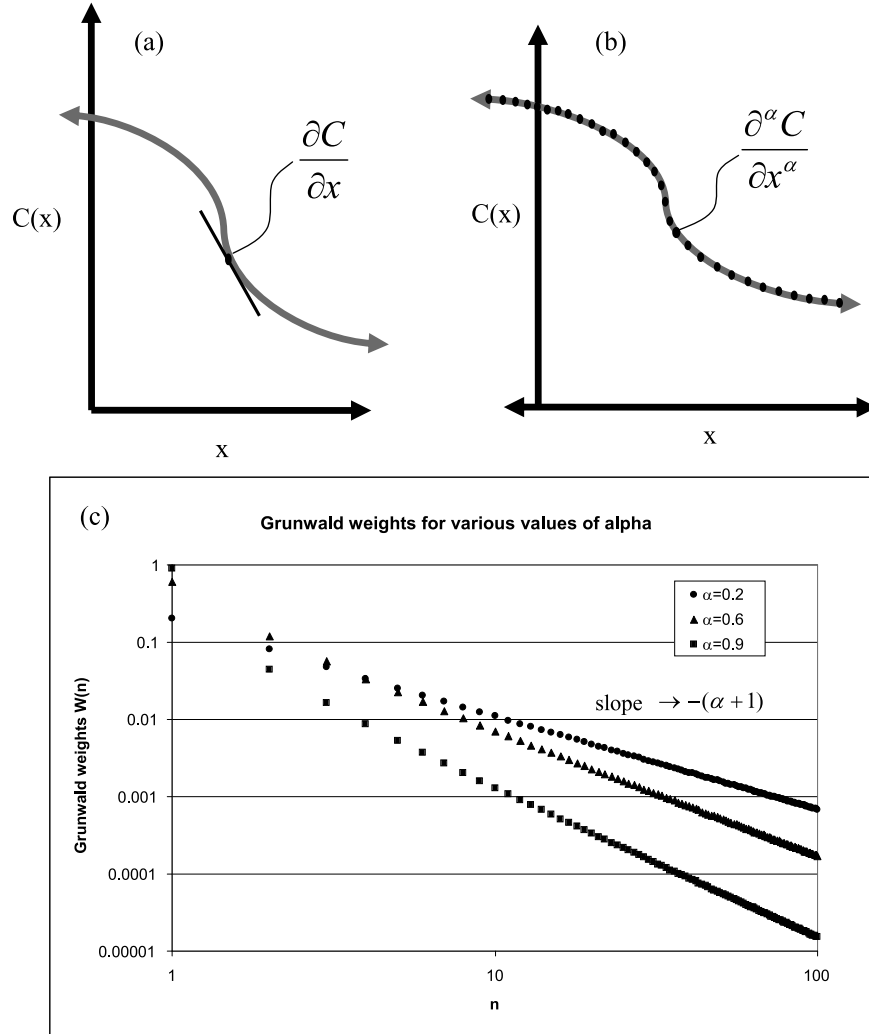 (a)
∂C
∂x
C(x)
x
(b)
∂^α C
∂x^α
C(x)
x
(c)
Grunwald weights for various values of alpha
Grunwald weights W(n)
1
0.1
0.01
0.001
0.0001
0.00001
α=0.2
α=0.6
α=0.9
slope → -(α + 1)
1
10
100
n